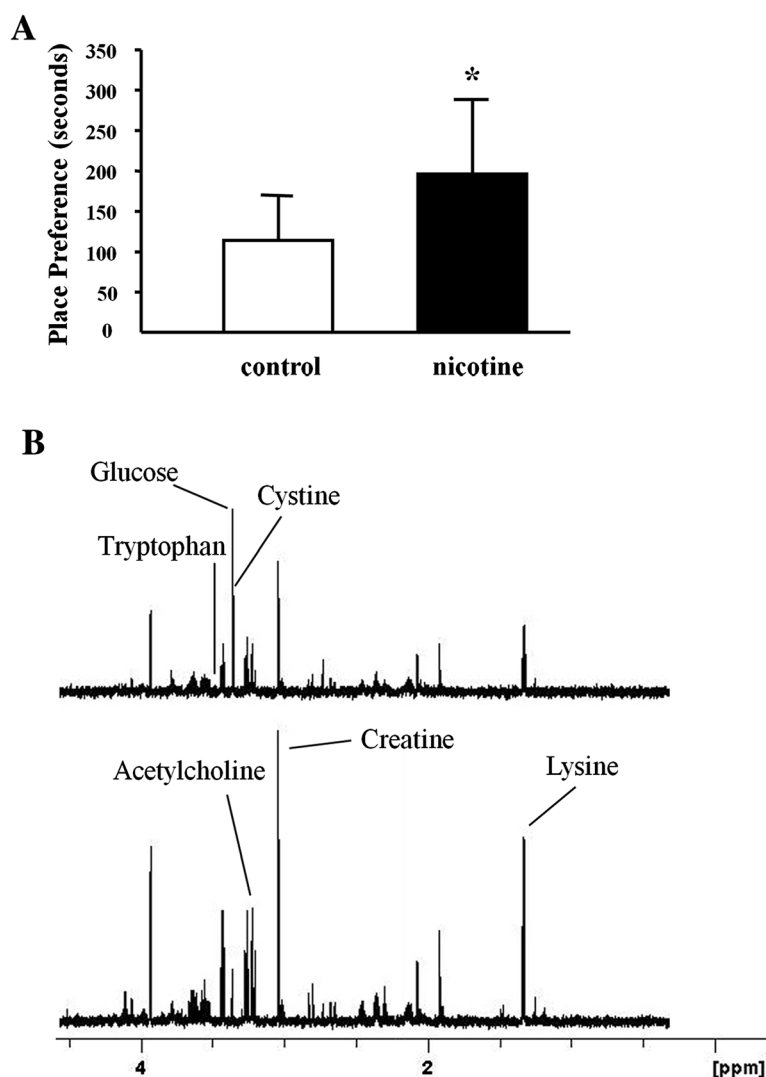 A
Place Preference (seconds)
350
300
250
200
150
100
50
0
*
control
nicotine
B
Glucose
Cystine
Tryptophan
Creatine
Acetylcholine
Lysine
4
2
[ppm]